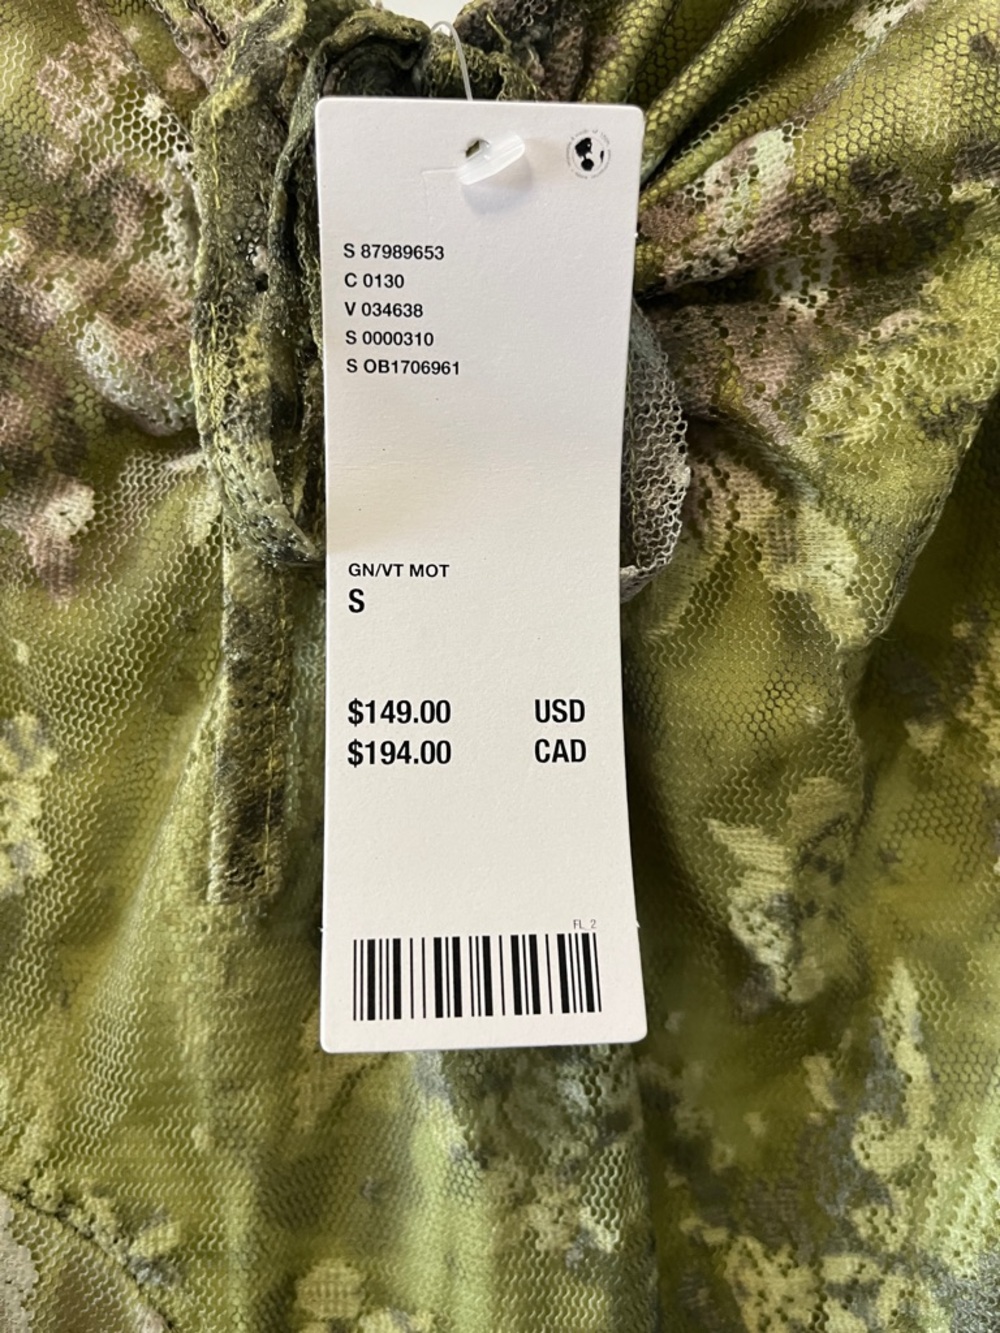 S 87989653
C 0130
V 034638
S 0000310
S OB1706961
GN/VT MOT
S
$149.00 USD
$194.00 CAD
FL_2